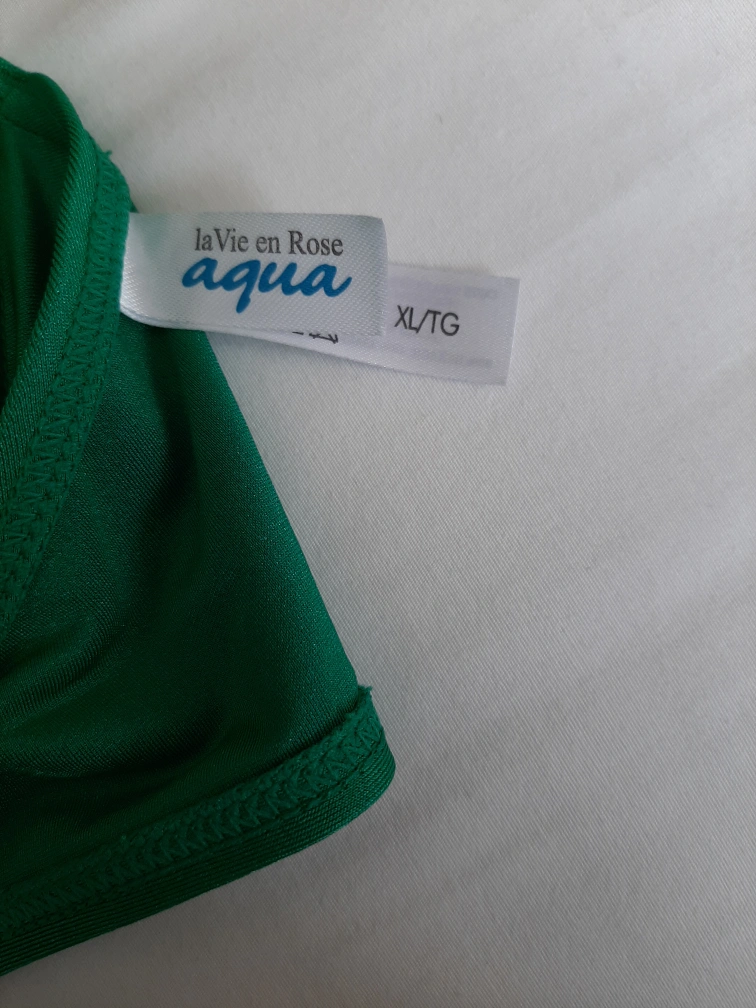 laVie en Rose
aqua
XL/TG